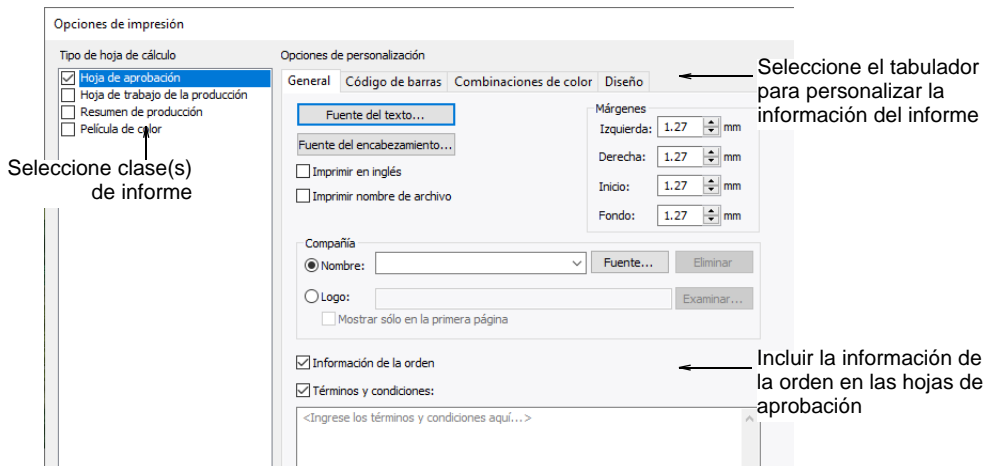 Opciones de impresión
Tipo de hoja de cálculo
Hoja de aprobación
Hoja de trabajo de la producción
Resumen de producción
Película de color
Seleccione clase(s)
de informe
Opciones de personalización
General Código de barras Combinaciones de color Diseño
Fuente del texto...
Fuente del encabezamiento...
Imprimir en inglés
Imprimir nombre de archivo
Márgenes
Izquierda: 1.27 mm
Derecha: 1.27 mm
Inicio: 1.27 mm
Fondo: 1.27 mm
Compañía
Nombre: Fuente... Eliminar
Logo: Examinar...
Mostrar sólo en la primera página
Información de la orden
Términos y condiciones:
<Ingrese los términos y condiciones aquí...>
Seleccione el tabulador
para personalizar la
información del informe
Incluir la información de
la orden en las hojas de
aprobación